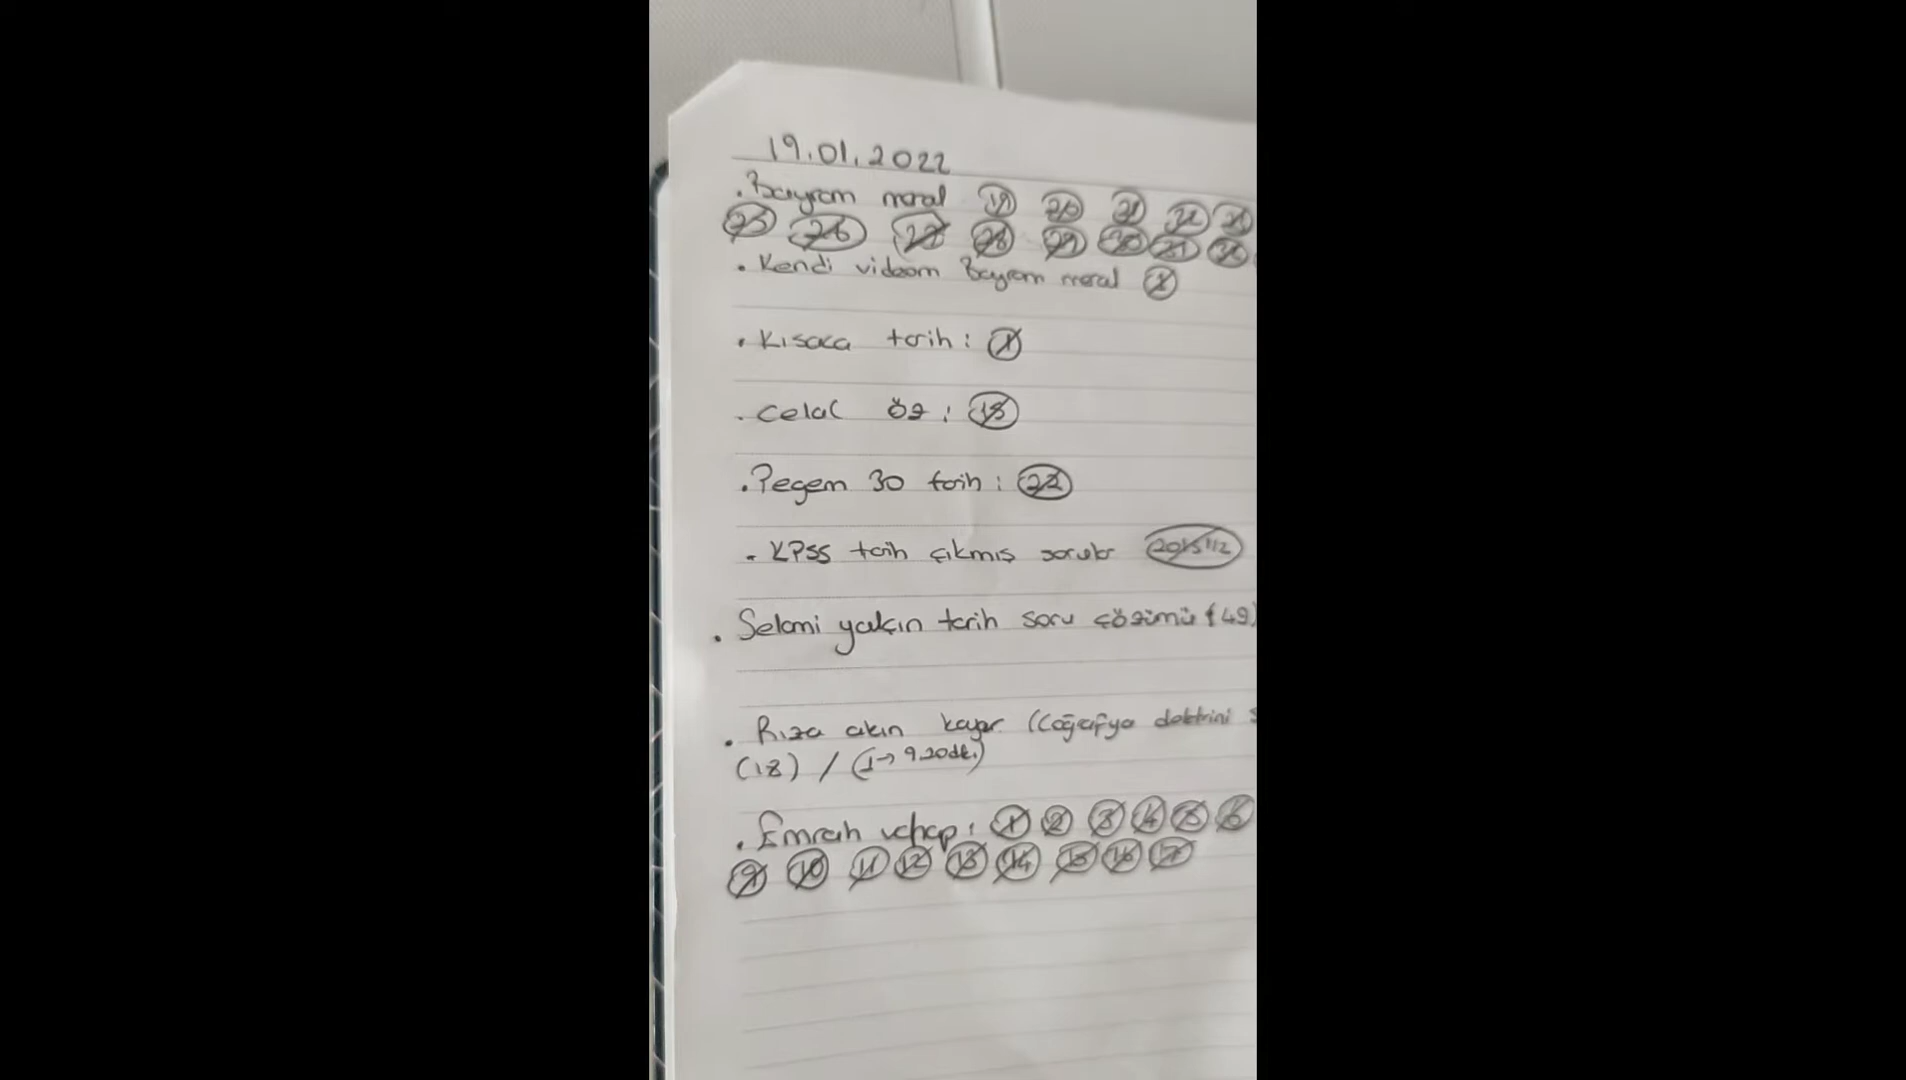 19.01.2022
. Bayram meral 19 20 21 22 23
25 26 27 28 29 30 31 32
. Kendi videom Bayram meral 2
. Kısaca tarih : 1
. Celal öz : 18
. Pegem 30 tarih : 22
. KPSS tarih çıkmış sorular 2015 1/2
. Selami yalçın tarih soru çözümü (49)
. Rıza akın kayar (Coğrafya doktrini
(18) / (1→ 9.20dk.)
. Emrah vahap : 1 2 3 4 5 6
9 10 11 12 13 14 15 16 17